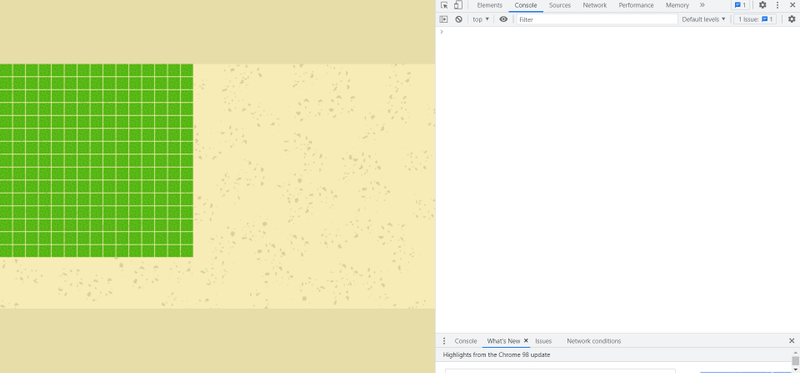 Elements Console Sources Network Performance Memory » 1
top ▼ Filter Default levels ▼ 1 Issue: 1
›
Console What's New × Issues Network conditions
Highlights from the Chrome 98 update